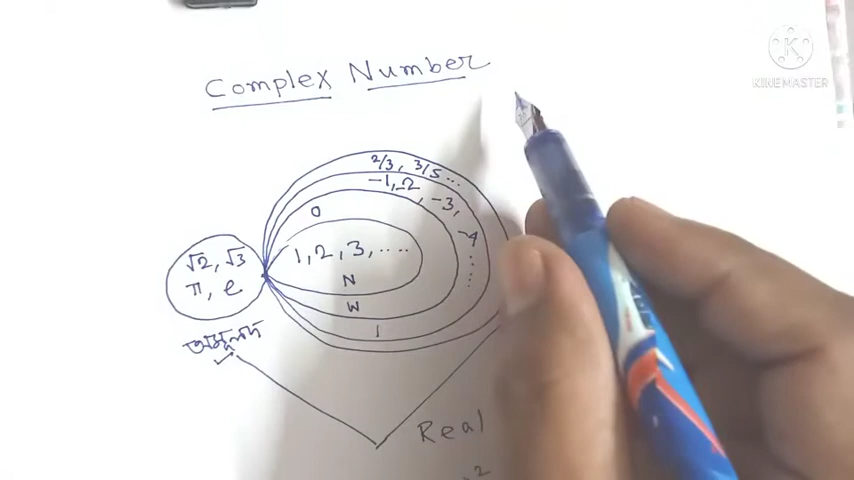 Complex Number
KINEMASTER
2/3, 3/5 ...
-1, -2, -3, -4 ...
0
1, 2, 3, ....
N
W
I
√2, √3
π, e
অমূলদ
Real